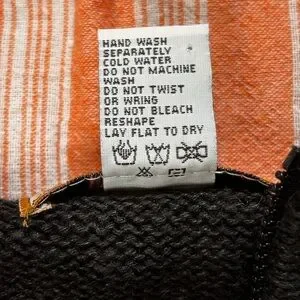 HAND WASH
SEPARATELY
COLD WATER
DO NOT MACHINE
WASH
DO NOT TWIST
OR WRING
DO NOT BLEACH
RESHAPE
LAY FLAT TO DRY